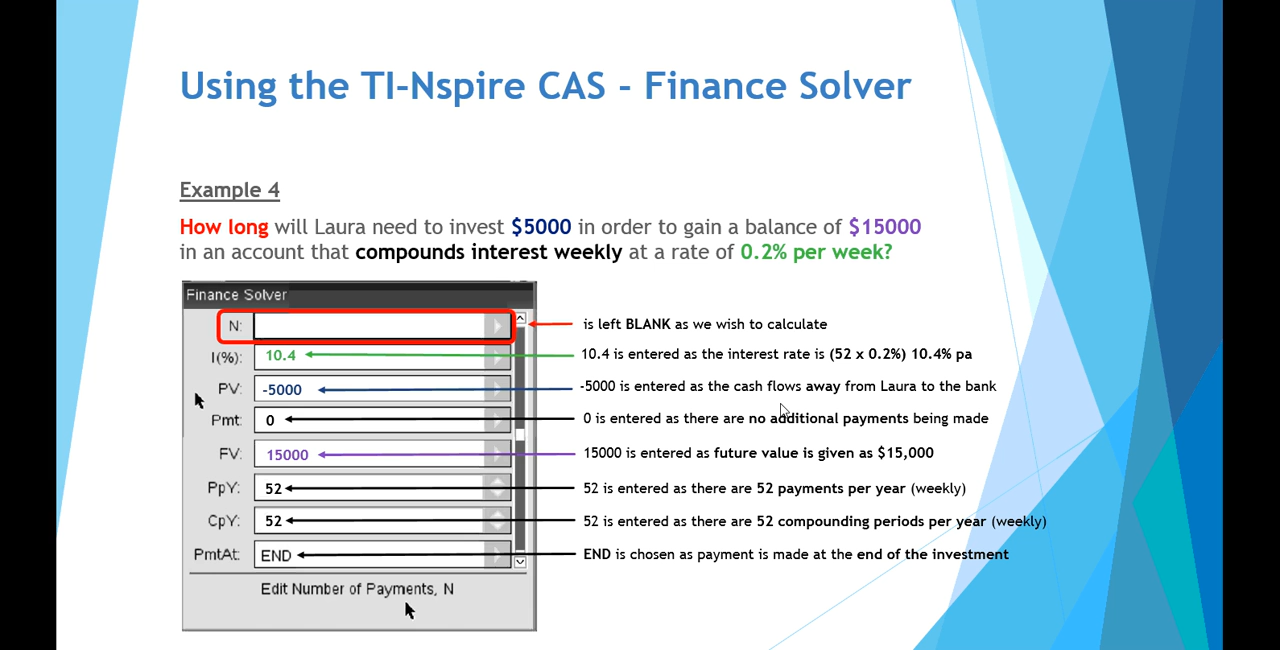 Using the TI-Nspire CAS - Finance Solver
Example 4
How long will Laura need to invest $5000 in order to gain a balance of $15000
in an account that compounds interest weekly at a rate of 0.2% per week?
Finance Solver
N:
is left BLANK as we wish to calculate
I(%): 10.4
10.4 is entered as the interest rate is (52 x 0.2%) 10.4% pa
PV: -5000
-5000 is entered as the cash flows away from Laura to the bank
Pmt: 0
0 is entered as there are no additional payments being made
FV: 15000
15000 is entered as future value is given as $15,000
PpY: 52
52 is entered as there are 52 payments per year (weekly)
CpY: 52
52 is entered as there are 52 compounding periods per year (weekly)
PmtAt: END
END is chosen as payment is made at the end of the investment
Edit Number of Payments, N